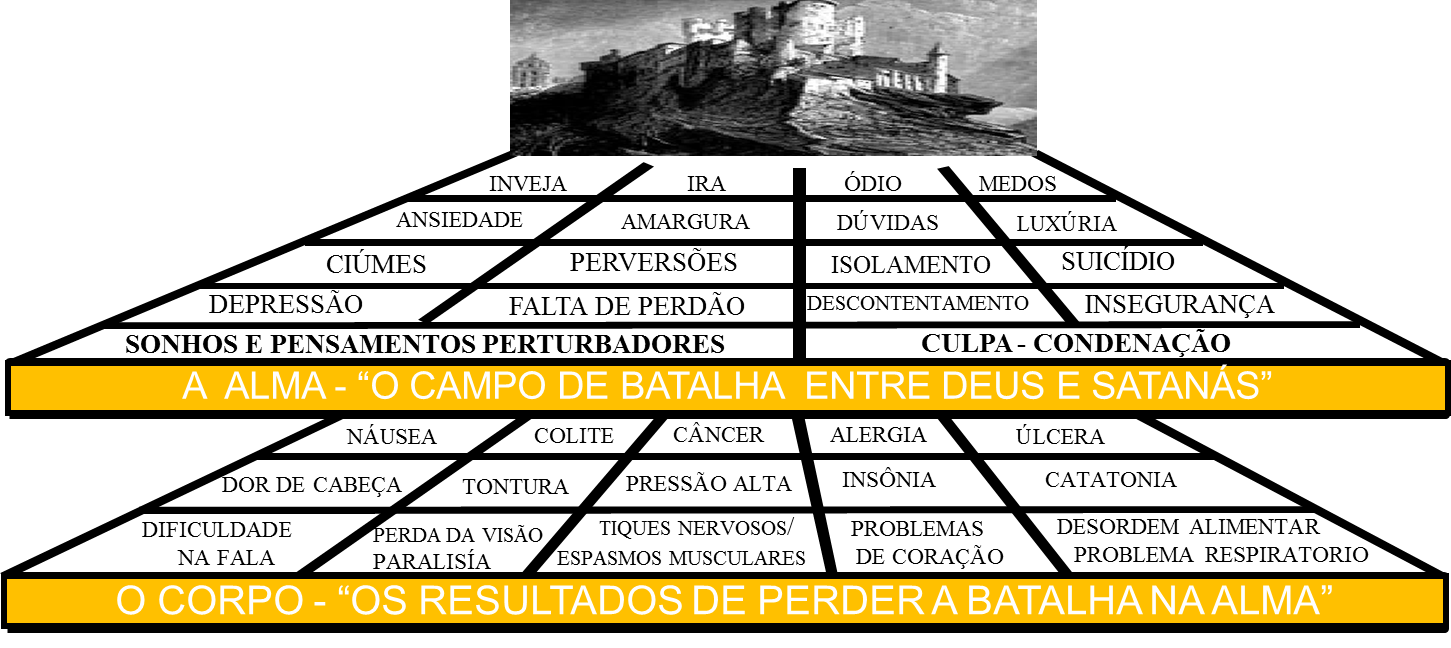 INVEJA IRA ÓDIO MEDOS
ANSIEDADE AMARGURA DÚVIDAS LUXÚRIA
CIÚMES PERVERSÕES ISOLAMENTO SUICÍDIO
DEPRESSÃO FALTA DE PERDÃO DESCONTENTAMENTO INSEGURANÇA
SONHOS E PENSAMENTOS PERTURBADORES CULPA - CONDENAÇÃO
A ALMA - “O CAMPO DE BATALHA ENTRE DEUS E SATANÁS”
NÁUSEA COLITE CÂNCER ALERGIA ÚLCERA
DOR DE CABEÇA TONTURA PRESSÃO ALTA INSÔNIA CATATONIA
DIFICULDADE
NA FALA
PERDA DA VISÃO
PARALISÍA
TIQUES NERVOSOS/
ESPASMOS MUSCULARES
PROBLEMAS
DE CORAÇÃO
DESORDEM ALIMENTAR
PROBLEMA RESPIRATORIO
O CORPO - “OS RESULTADOS DE PERDER A BATALHA NA ALMA”